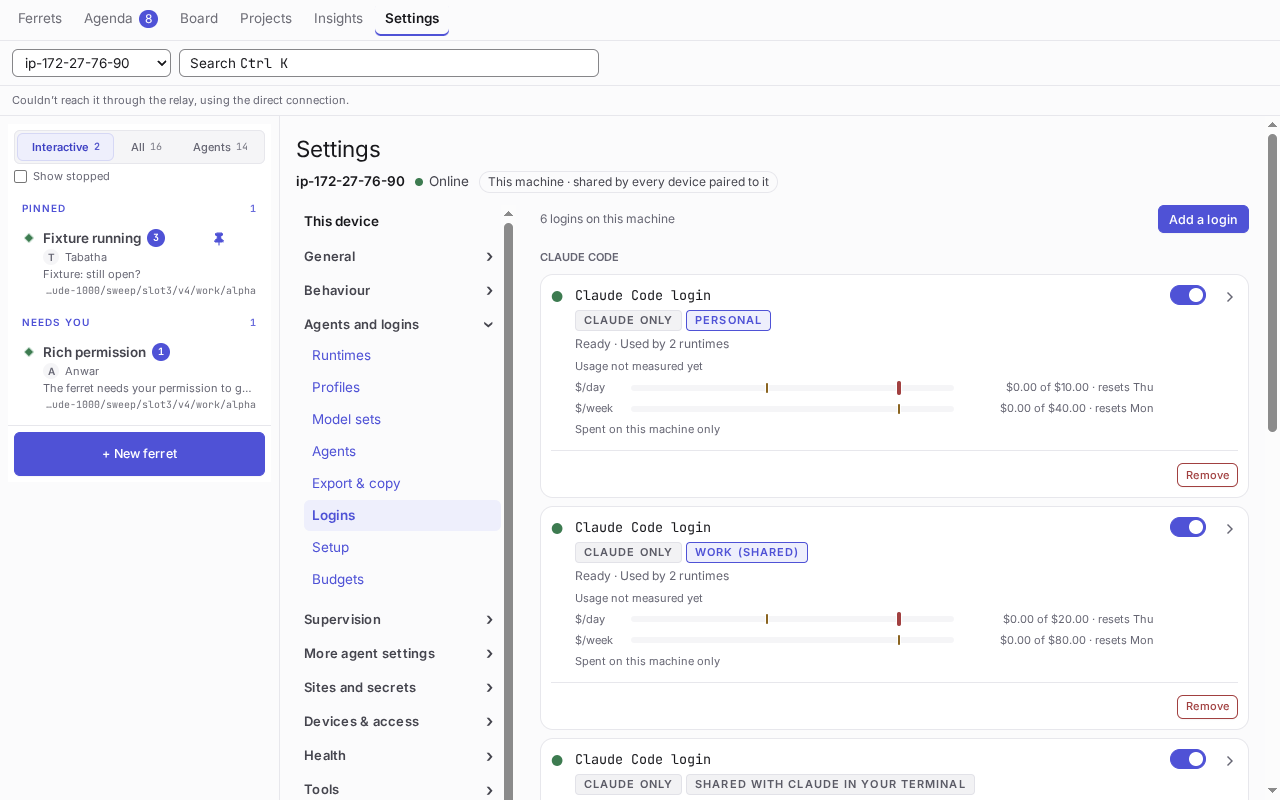 Ferrets Agenda 8 Board Projects Insights Settings
ip-172-27-76-90 Search Ctrl K
Couldn't reach it through the relay, using the direct connection.
Interactive 2 All 16 Agents 14
Show stopped
PINNED 1
Fixture running 3
T Tabatha
Fixture: still open?
…ude-1000/sweep/slot3/v4/work/alpha
NEEDS YOU 1
Rich permission 1
A Anwar
The ferret needs your permission to g…
…ude-1000/sweep/slot3/v4/work/alpha
+ New ferret
Settings
ip-172-27-76-90 Online This machine · shared by every device paired to it
This device
General
Behaviour
Agents and logins
Runtimes
Profiles
Model sets
Agents
Export & copy
Logins
Setup
Budgets
Supervision
More agent settings
Sites and secrets
Devices & access
Health
Tools
6 logins on this machine Add a login
CLAUDE CODE
Claude Code login
CLAUDE ONLY PERSONAL
Ready · Used by 2 runtimes
Usage not measured yet
$/day $0.00 of $10.00 · resets Thu
$/week $0.00 of $40.00 · resets Mon
Spent on this machine only
Remove
Claude Code login
CLAUDE ONLY WORK (SHARED)
Ready · Used by 2 runtimes
Usage not measured yet
$/day $0.00 of $20.00 · resets Thu
$/week $0.00 of $80.00 · resets Mon
Spent on this machine only
Remove
Claude Code login
CLAUDE ONLY SHARED WITH CLAUDE IN YOUR TERMINAL